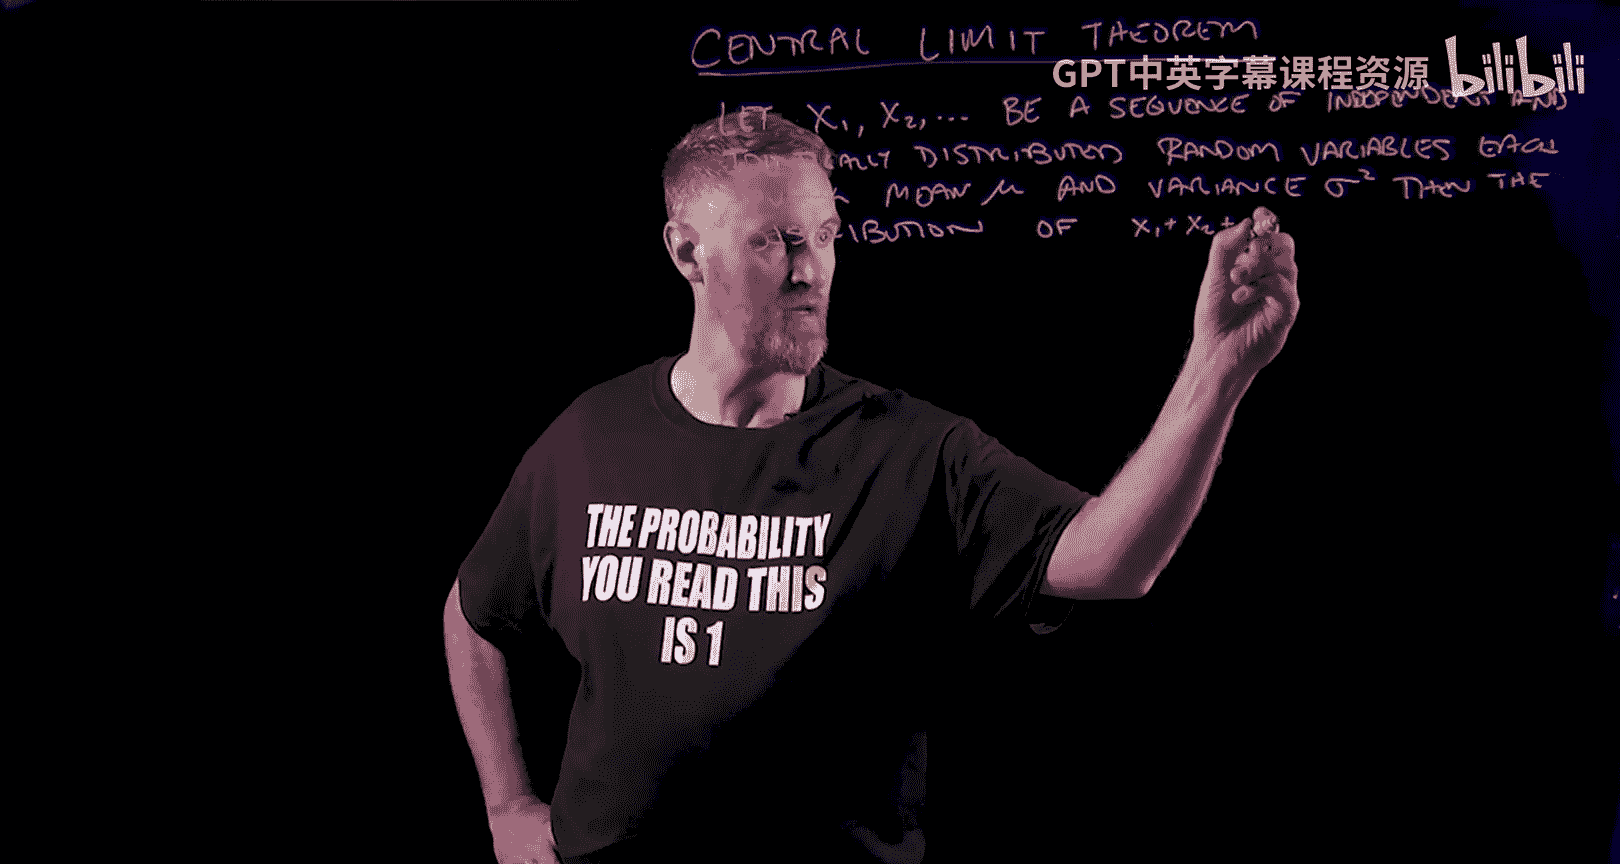 CENTRAL LIMIT THEOREM
GPT中英字幕课程资源 bilibili
LET X₁, X₂, ... BE A SEQUENCE OF INDEPENDENT AND
DISTRIBUTED RANDOM VARIABLES EACH
MEAN μ AND VARIANCE σ² THEN THE
OF X₁ + X₂ +
THE PROBABILITY
YOU READ THIS
IS 1